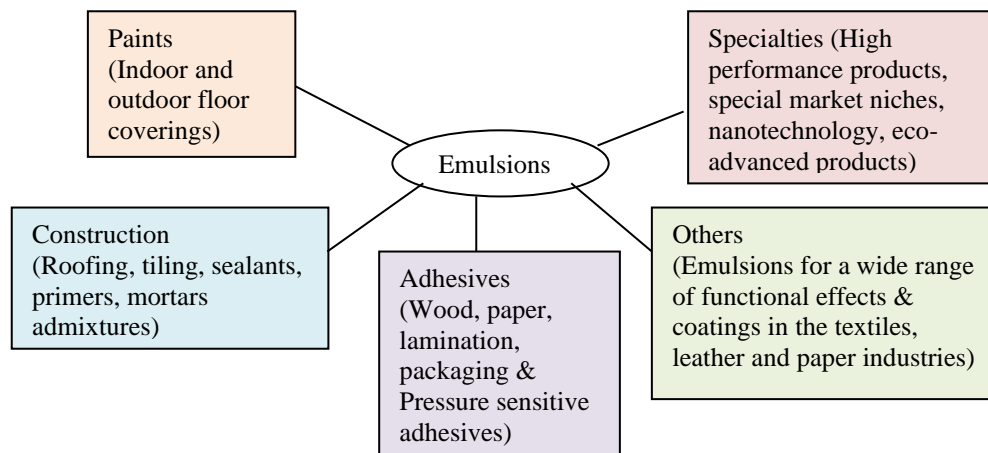 Paints
(Indoor and
outdoor floor
coverings)
Specialties (High
performance products,
special market niches,
nanotechnology, eco-
advanced products)
Emulsions
Construction
(Roofing, tiling, sealants,
primers, mortars
admixtures)
Adhesives
(Wood, paper,
lamination,
packaging &
Pressure sensitive
adhesives)
Others
(Emulsions for a wide range
of functional effects &
coatings in the textiles,
leather and paper industries)